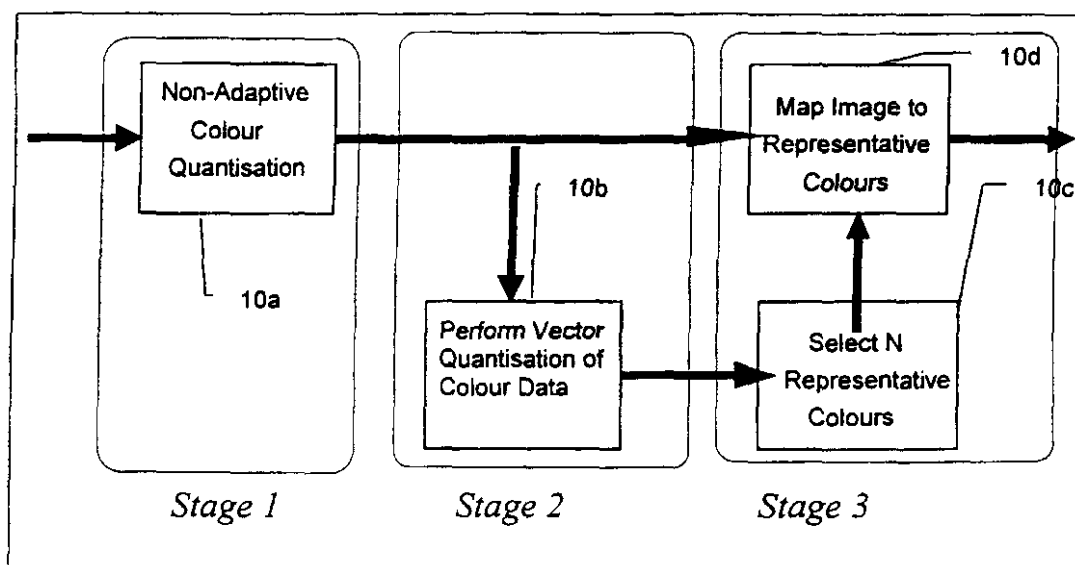 Non-Adaptive
Colour
Quantisation
10a
10b
Perform Vector
Quantisation of
Colour Data
10d
Map Image to
Representative
Colours
10c
Select N
Representative
Colours
Stage 1
Stage 2
Stage 3